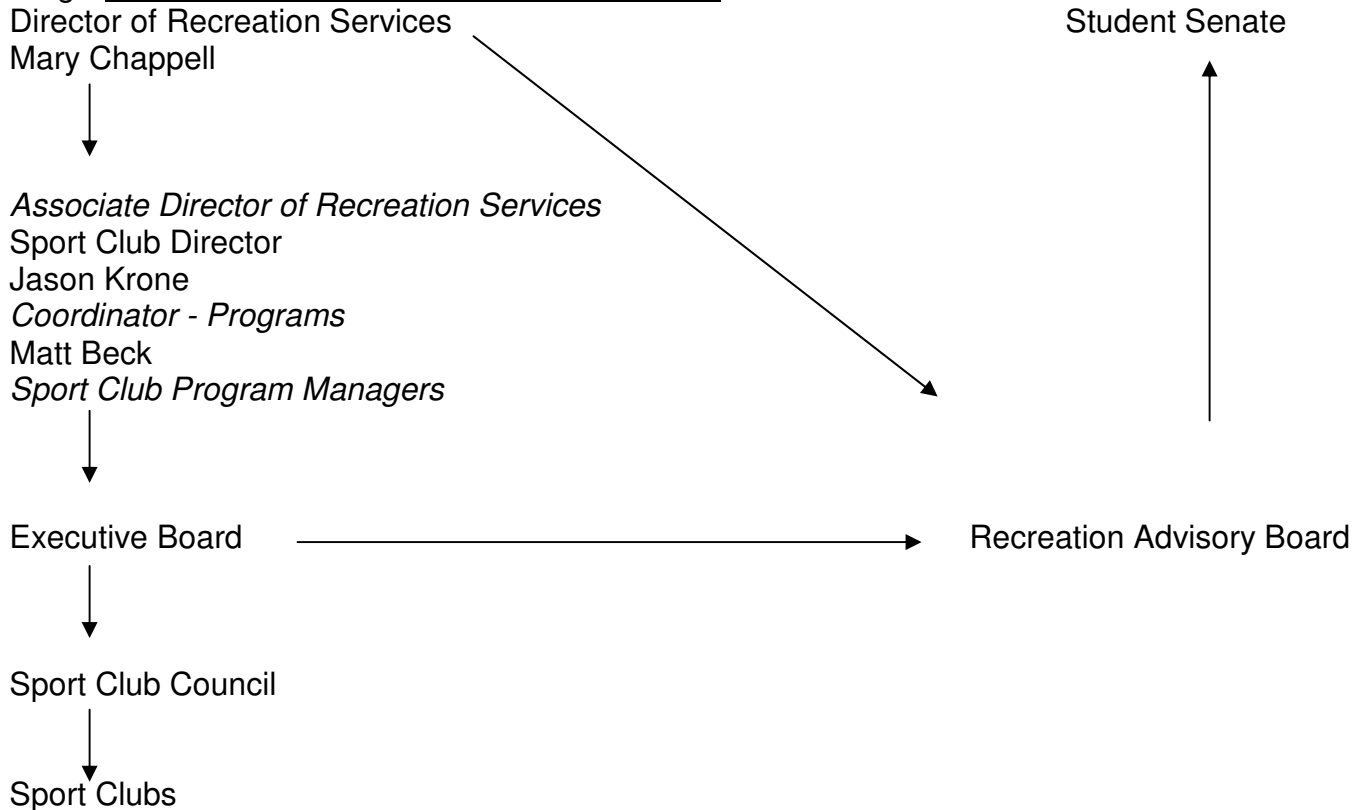 Director of Recreation Services
Student Senate
Mary Chappell
Associate Director of Recreation Services
Sport Club Director
Jason Krone
Coordinator - Programs
Matt Beck
Sport Club Program Managers
Executive Board
Recreation Advisory Board
Sport Club Council
Sport Clubs